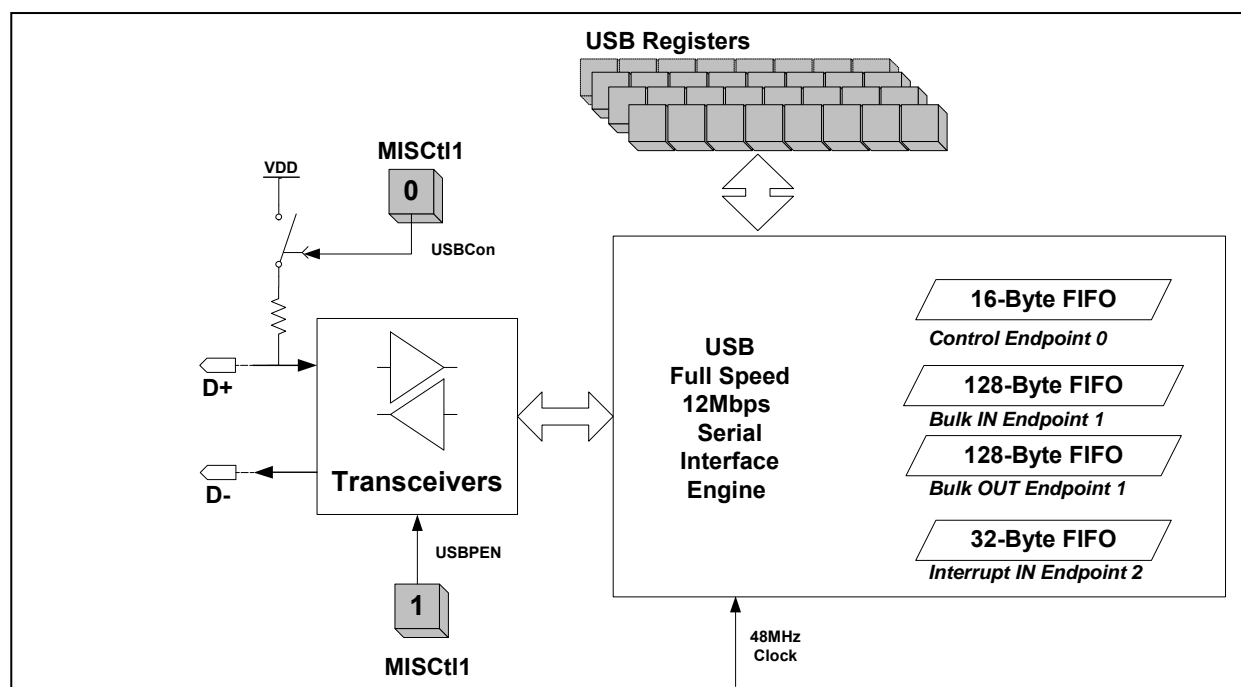 USB Registers
MISCtl1
0
VDD
USBCon
D+
D-
Transceivers
USBPEN
1
MISCtl1
USB
Full Speed
12Mbps
Serial
Interface
Engine
16-Byte FIFO
Control Endpoint 0
128-Byte FIFO
Bulk IN Endpoint 1
128-Byte FIFO
Bulk OUT Endpoint 1
32-Byte FIFO
Interrupt IN Endpoint 2
48MHz
Clock